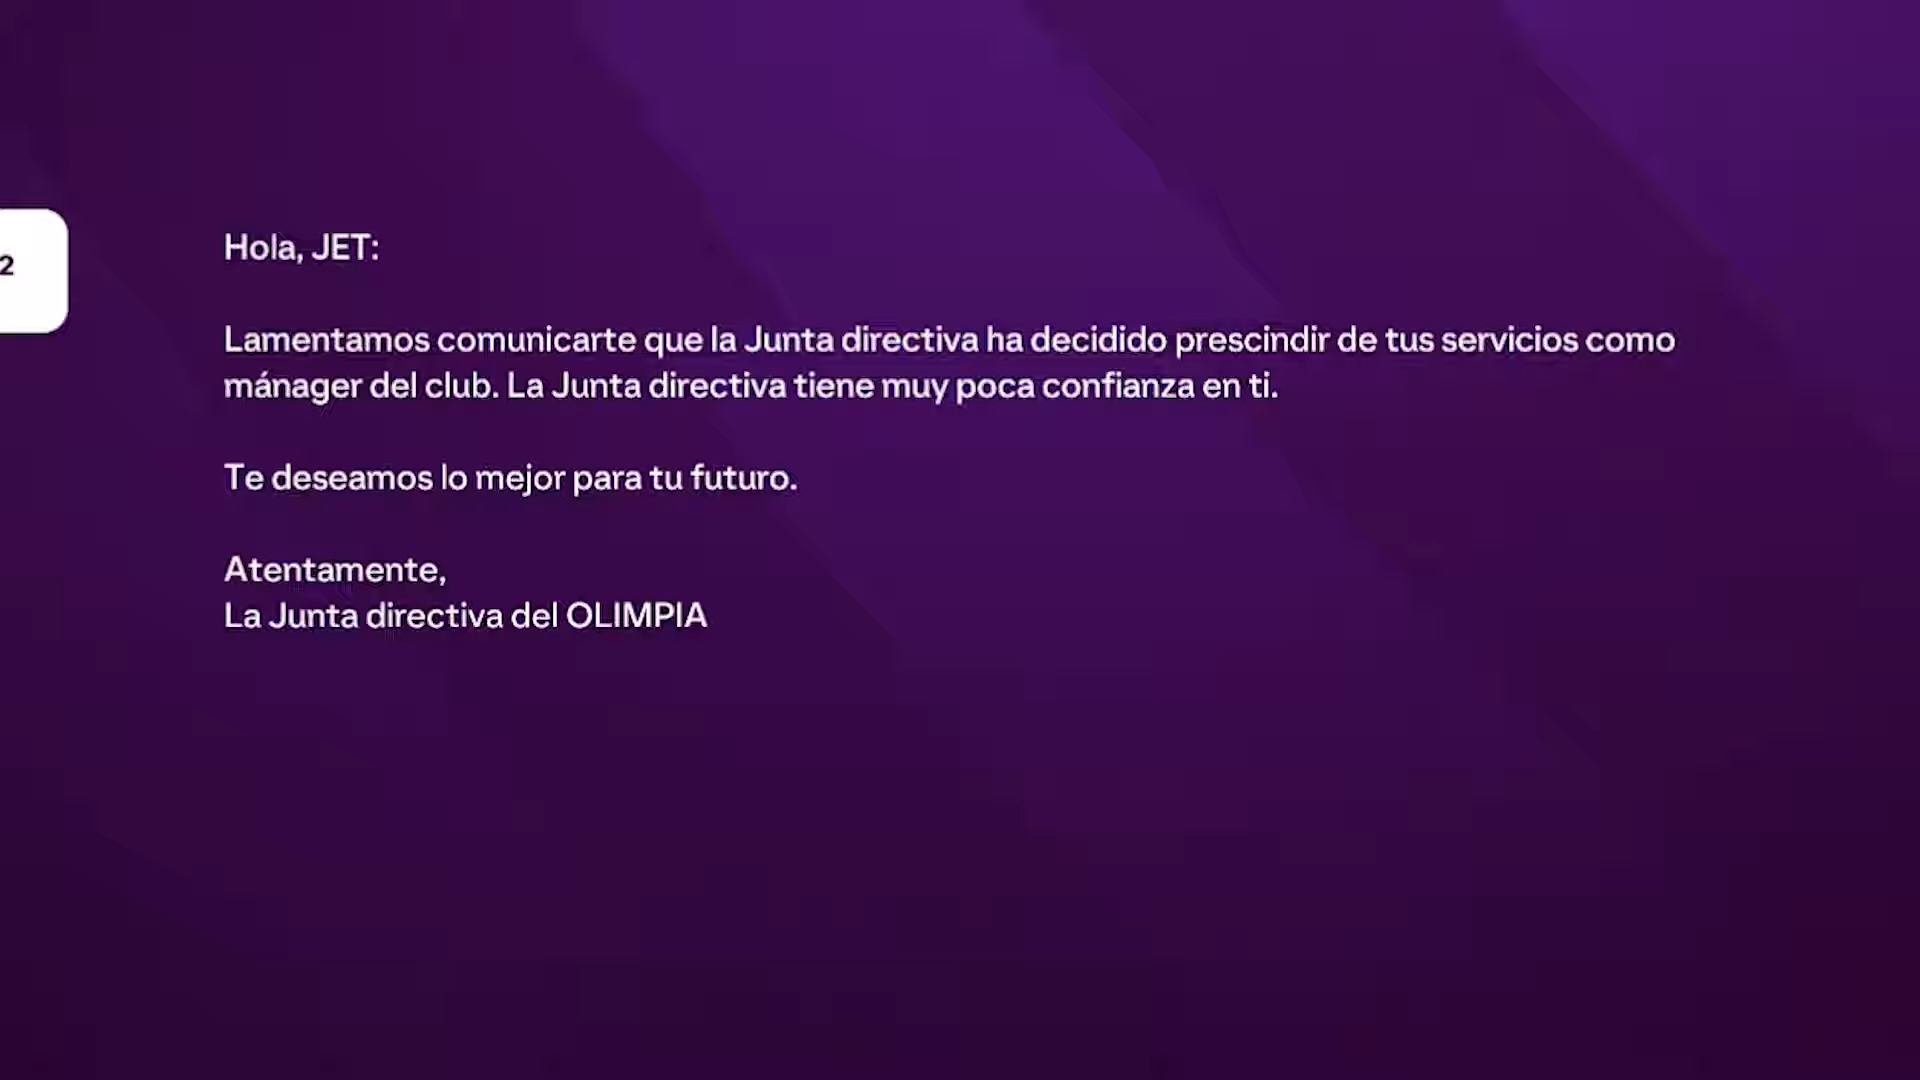 2
Hola, JET:
Lamentamos comunicarte que la Junta directiva ha decidido prescindir de tus servicios como
mánager del club. La Junta directiva tiene muy poca confianza en ti.
Te deseamos lo mejor para tu futuro.
Atentamente,
La Junta directiva del OLIMPIA